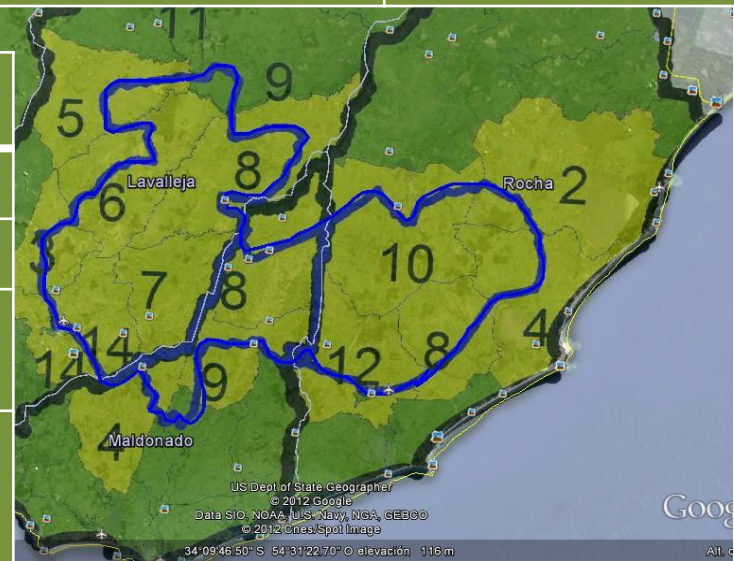 11
9
5
8
Lavalleja
6
Rocha
2
10
8
7
4
14
14
12
8
9
4
Maldonado
US Dept of State Geographer
© 2012 Google
Data SIO, NOAA, U.S. Navy, NGA, GEBCO
© 2012 Cnes/Spot Image
Goog
34°09'46.50" S 54°31'22.70" O elevación 116 m
Alt.